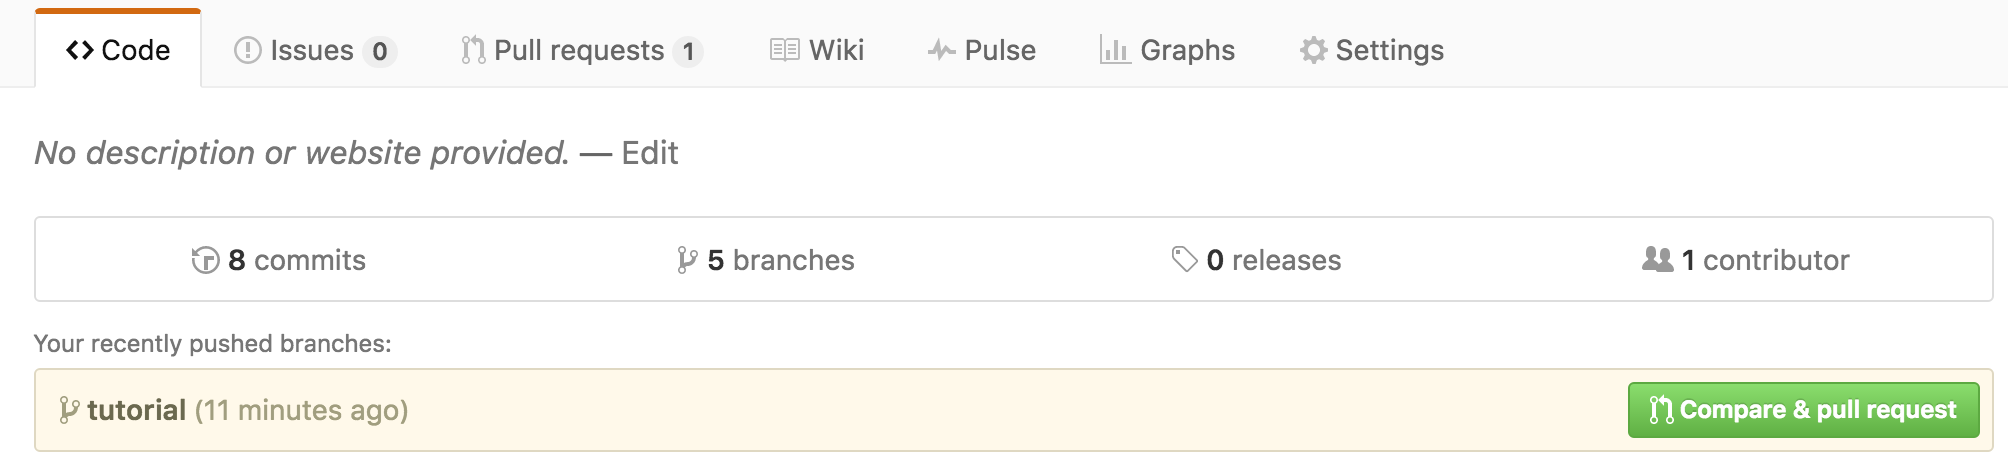 Code Issues 0 Pull requests 1 Wiki Pulse Graphs Settings
No description or website provided. — Edit
8 commits 5 branches 0 releases 1 contributor
Your recently pushed branches:
tutorial (11 minutes ago) Compare & pull request